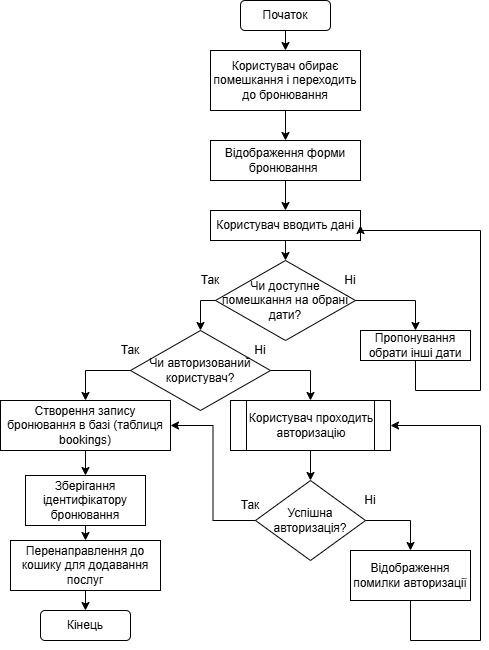 Початок
Користувач обирає
помешкання і переходить
до бронювання
Відображення форми
бронювання
Користувач вводить дані
Так
Чи доступне
помешкання на обрані
дати?
Ні
Пропонування
обрати інші дати
Так
Чи авторизований
користувач?
Ні
Створення запису
бронювання в базі (таблиця
bookings)
Користувач проходить
авторизацію
Зберігання
ідентифікатору
бронювання
Так
Успішна
авторизація?
Ні
Перенаправлення до
кошику для додавання
послуг
Відображення
помилки авторизації
Кінець